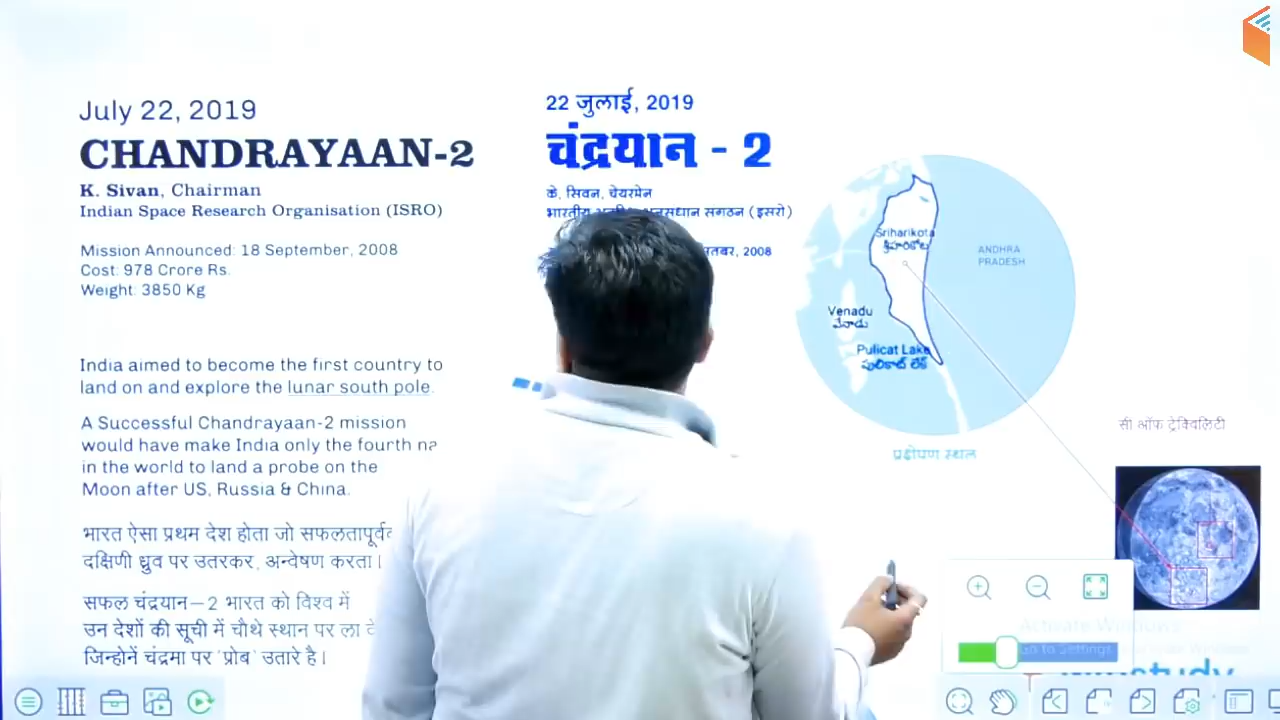 July 22, 2019
CHANDRAYAAN-2
K. Sivan, Chairman
Indian Space Research Organisation (ISRO)
Mission Announced: 18 September, 2008
Cost: 978 Crore Rs.
Weight: 3850 Kg
India aimed to become the first country to
land on and explore the lunar south pole.
A Successful Chandrayaan-2 mission
would have make India only the fourth
in the world to land a probe on the
Moon after US, Russia & China.
भारत ऐसा प्रथम देश होता जो
दक्षिणी ध्रुव पर उतरकर, अन्वेषण करता।
सफल चंद्रयान–2 भारत को विश्व में
उन देशों की सूची में चौथे स्थान पर ला
जिन्होनें चंद्रमा पर 'प्रोब' उतारे है।
22 जुलाई, 2019
चंद्रयान - 2
के, सिवन, चेयरमेन
भारतीय संगठन (इसरो)
2008
Sriharikota
ANDHRA
PRADESH
Venadu
వేనాడు
Pulicat Lake
పులికాట్ లేక్
प्रक्षेपण स्थल
सी ऑफ ट्रेंक्विलिटी
Activate Windows
Go to Settings